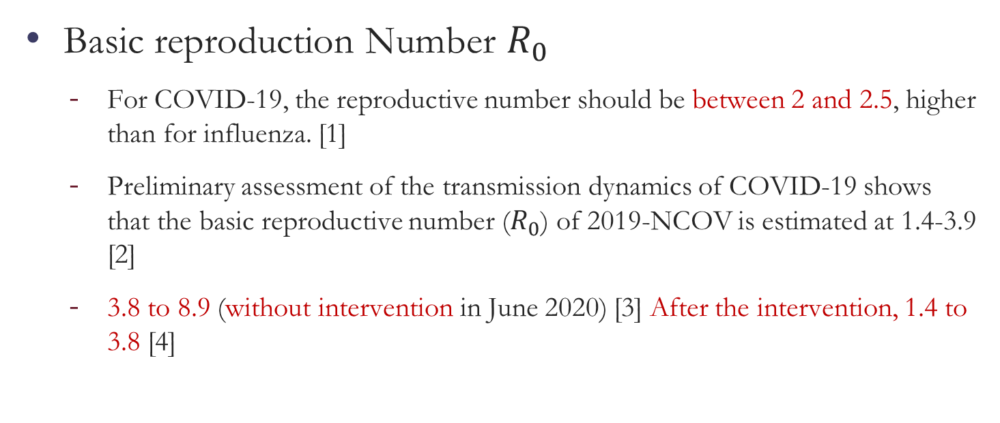 • Basic reproduction Number R₀
- For COVID-19, the reproductive number should be between 2 and 2.5, higher
than for influenza. [1]
- Preliminary assessment of the transmission dynamics of COVID-19 shows
that the basic reproductive number (R₀) of 2019-NCOV is estimated at 1.4-3.9
[2]
- 3.8 to 8.9 (without intervention in June 2020) [3] After the intervention, 1.4 to
3.8 [4]